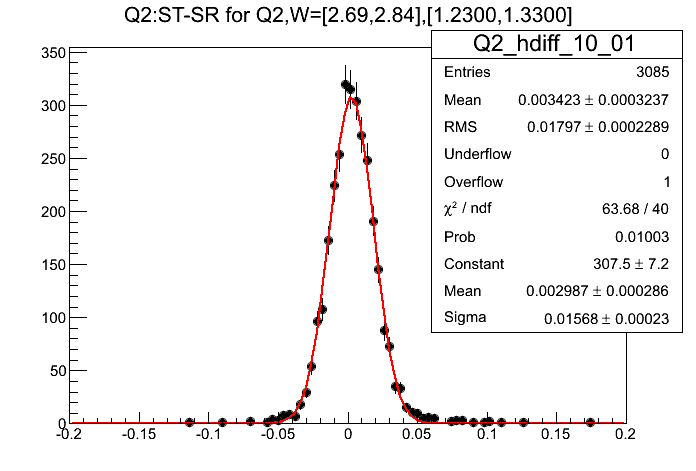 Q2:ST-SR for Q2,W=[2.69,2.84],[1.2300,1.3300]
Q2_hdiff_10_01
Entries 3085
Mean 0.003423 ± 0.0003237
RMS 0.01797 ± 0.0002289
Underflow 0
Overflow 1
χ² / ndf 63.68 / 40
Prob 0.01003
Constant 307.5 ± 7.2
Mean 0.002987 ± 0.000286
Sigma 0.01568 ± 0.00023
350
300
250
200
150
100
50
0
-0.2 -0.15 -0.1 -0.05 0 0.05 0.1 0.15 0.2